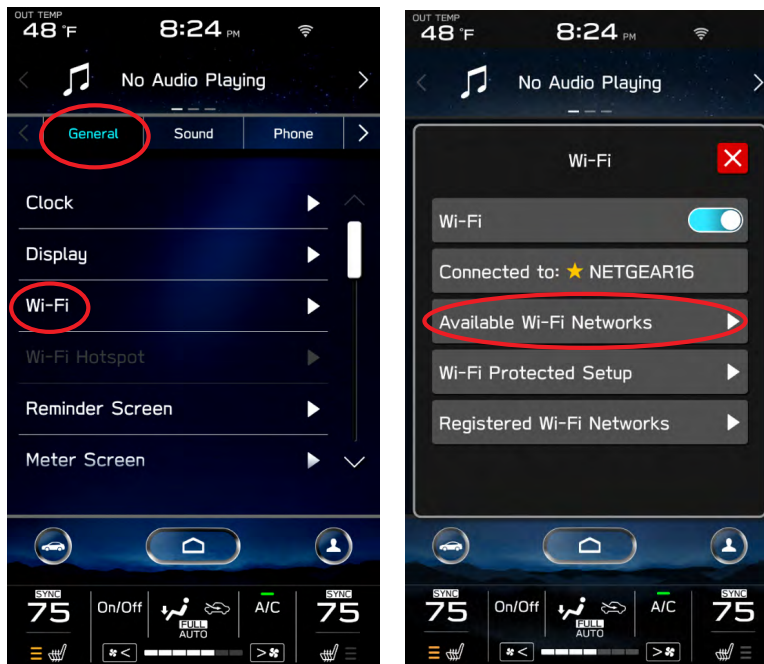 OUT TEMP
48 °F 8:24 PM
No Audio Playing
General Sound Phone
Clock
Display
Wi-Fi
Wi-Fi Hotspot
Reminder Screen
Meter Screen
SYNC SYNC
75 On/Off FULL AUTO A/C 75
OUT TEMP
48 °F 8:24 PM
No Audio Playing
Wi-Fi
Wi-Fi
Connected to: ★ NETGEAR16
Available Wi-Fi Networks
Wi-Fi Protected Setup
Registered Wi-Fi Networks
SYNC SYNC
75 On/Off FULL AUTO A/C 75